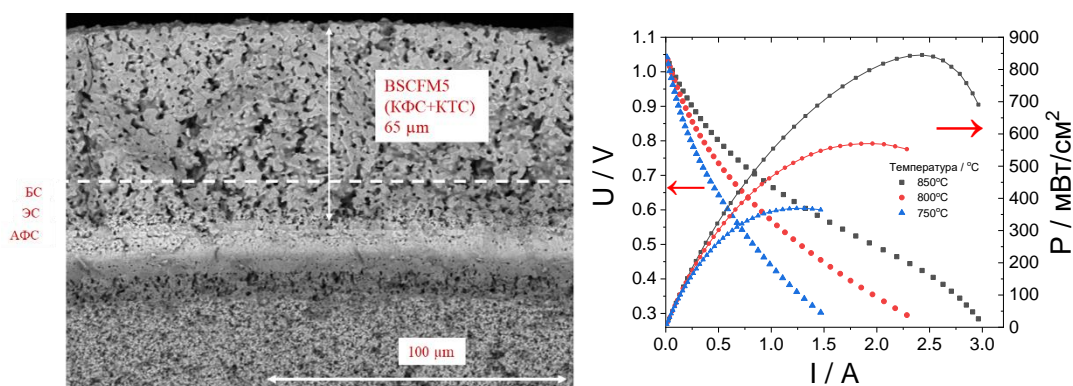 BSCFM5
(КФС+КТС)
65 µm
БС
ЭС
АФС
100 µm
1.1
1.0
0.9
0.8
0.7
0.6
0.5
0.4
0.3
U / V
0.0 0.5 1.0 1.5 2.0 2.5 3.0
I / A
900
800
700
600
500
400
300
200
100
0
P / мВт/см²
Температура / °C
850°C
800°C
750°C